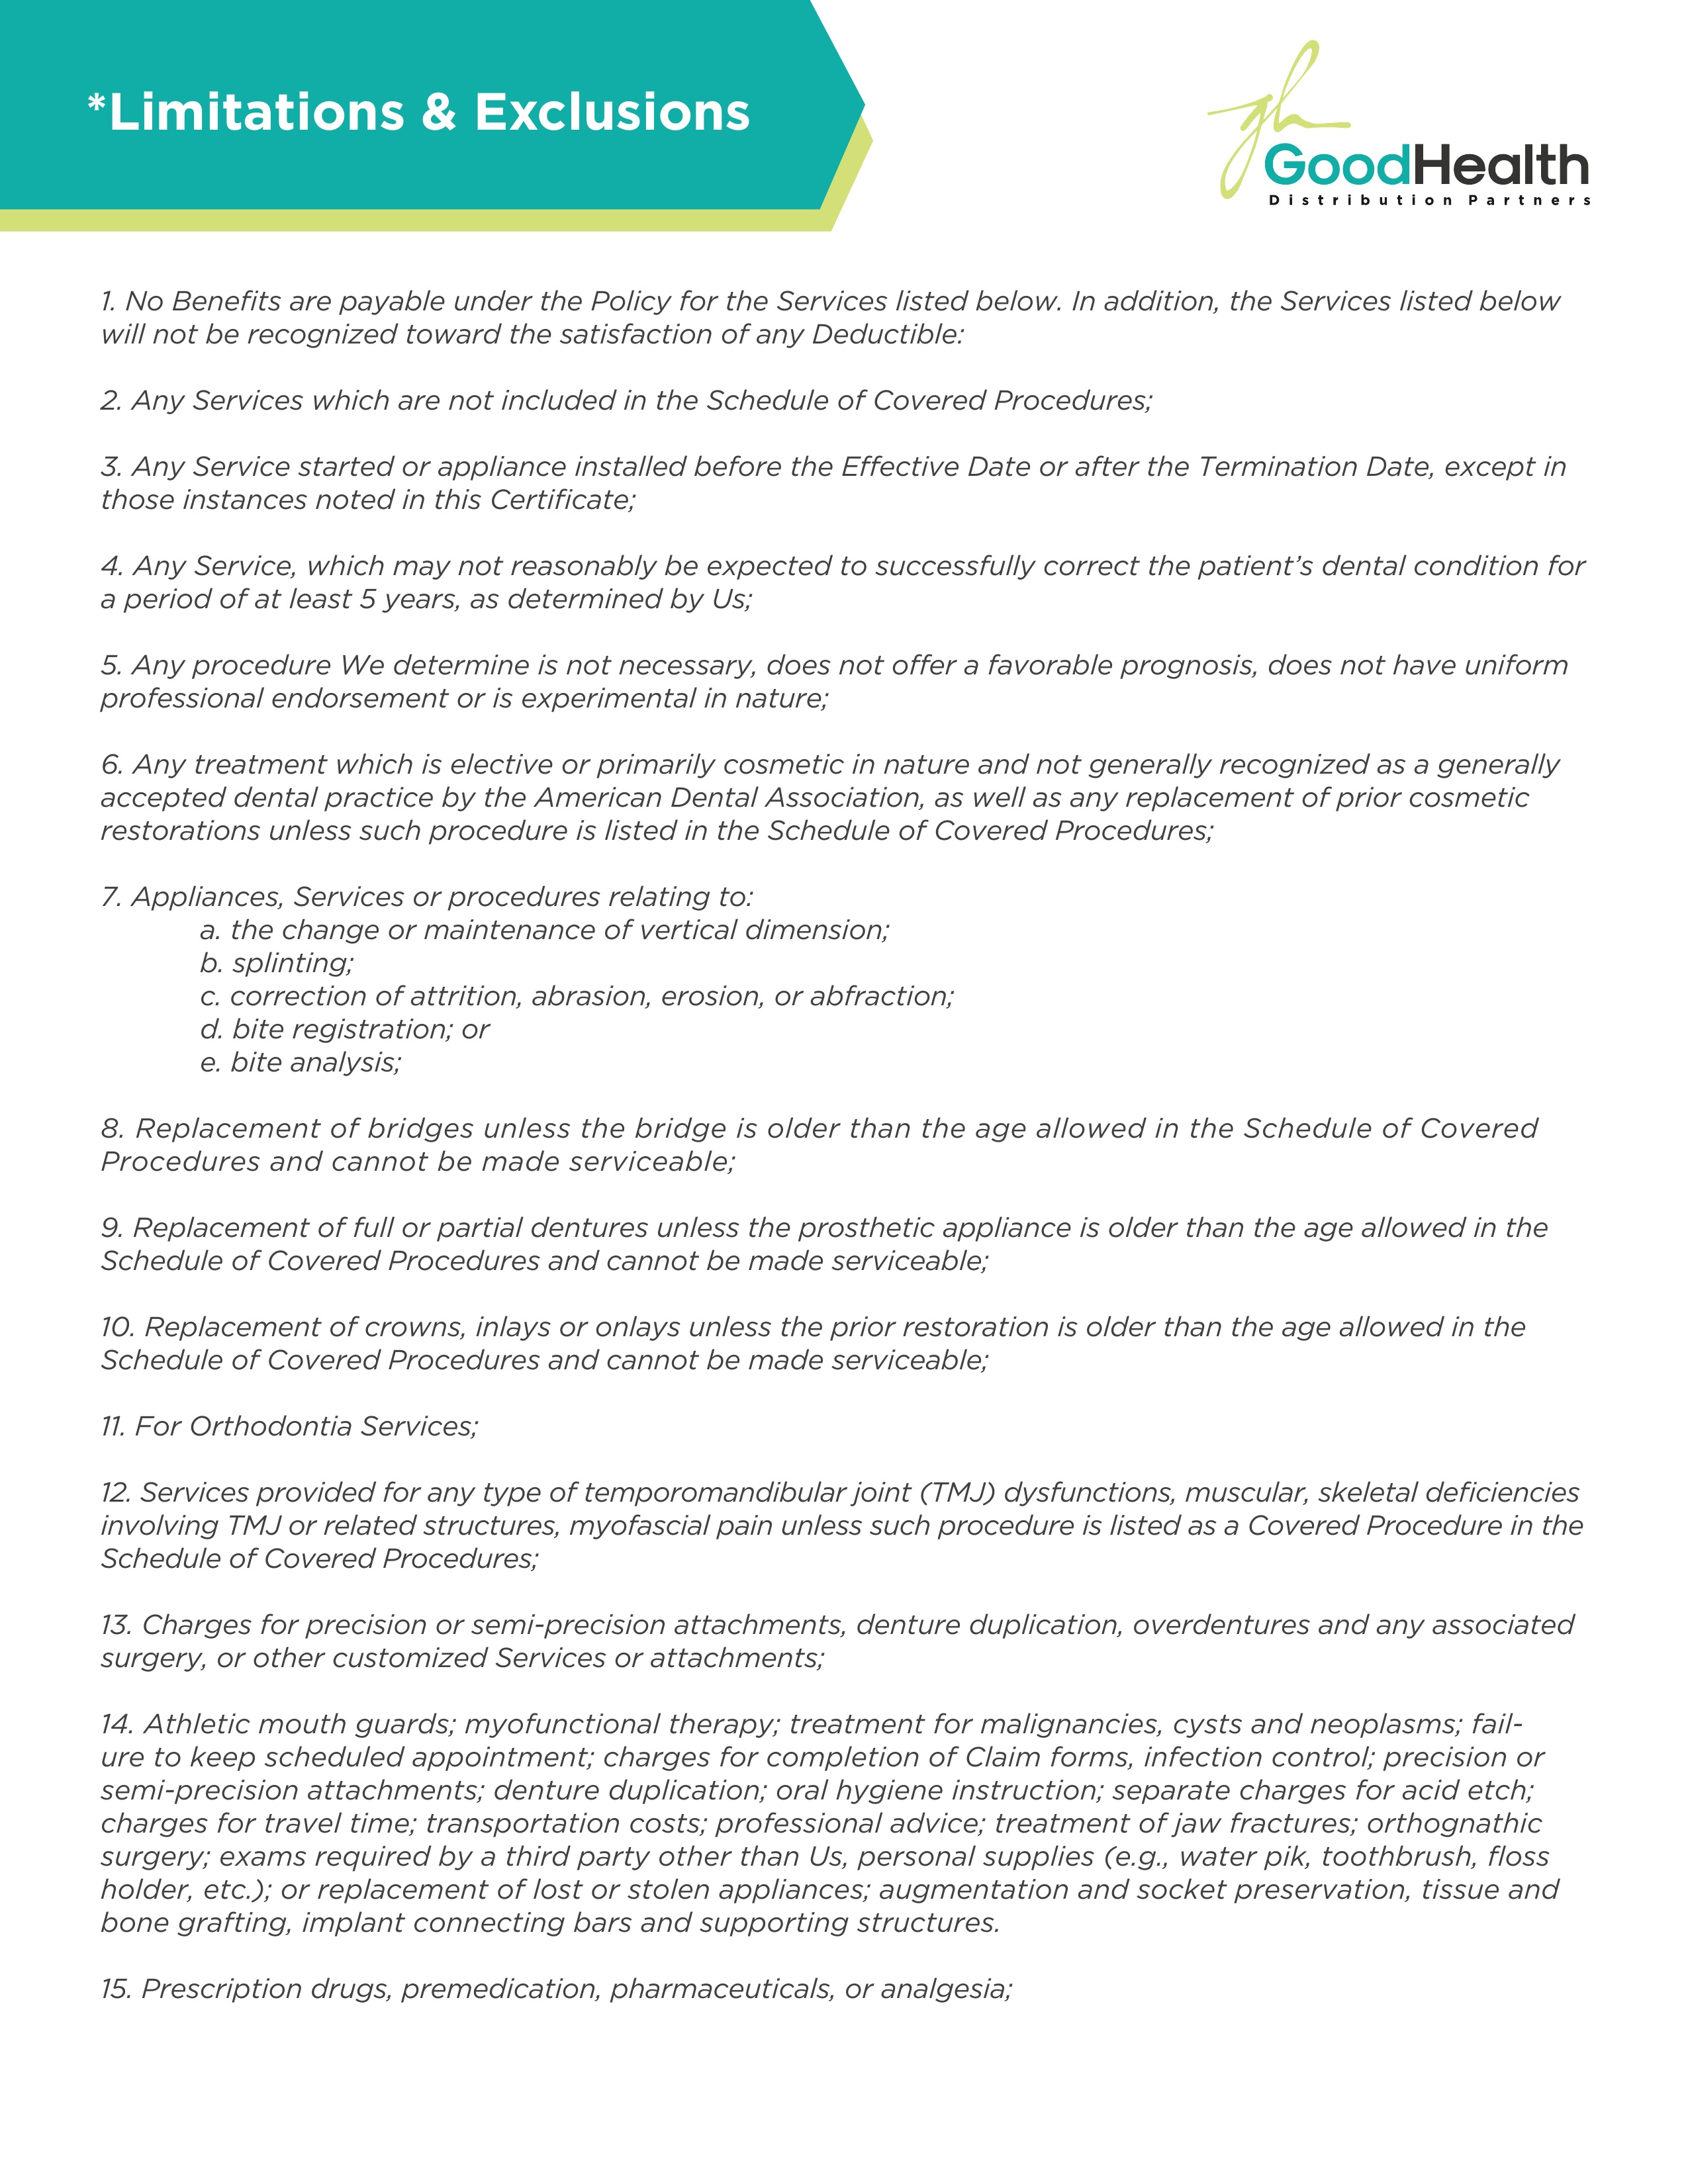 *Limitations & Exclusions
gh
GoodHealth
Distribution Partners
1. No Benefits are payable under the Policy for the Services listed below. In addition, the Services listed below
will not be recognized toward the satisfaction of any Deductible:
2. Any Services which are not included in the Schedule of Covered Procedures;
3. Any Service started or appliance installed before the Effective Date or after the Termination Date, except in
those instances noted in this Certificate;
4. Any Service, which may not reasonably be expected to successfully correct the patient’s dental condition for
a period of at least 5 years, as determined by Us;
5. Any procedure We determine is not necessary, does not offer a favorable prognosis, does not have uniform
professional endorsement or is experimental in nature;
6. Any treatment which is elective or primarily cosmetic in nature and not generally recognized as a generally
accepted dental practice by the American Dental Association, as well as any replacement of prior cosmetic
restorations unless such procedure is listed in the Schedule of Covered Procedures;
7. Appliances, Services or procedures relating to:
a. the change or maintenance of vertical dimension;
b. splinting;
c. correction of attrition, abrasion, erosion, or abfraction;
d. bite registration; or
e. bite analysis;
8. Replacement of bridges unless the bridge is older than the age allowed in the Schedule of Covered
Procedures and cannot be made serviceable;
9. Replacement of full or partial dentures unless the prosthetic appliance is older than the age allowed in the
Schedule of Covered Procedures and cannot be made serviceable;
10. Replacement of crowns, inlays or onlays unless the prior restoration is older than the age allowed in the
Schedule of Covered Procedures and cannot be made serviceable;
11. For Orthodontia Services;
12. Services provided for any type of temporomandibular joint (TMJ) dysfunctions, muscular, skeletal deficiencies
involving TMJ or related structures, myofascial pain unless such procedure is listed as a Covered Procedure in the
Schedule of Covered Procedures;
13. Charges for precision or semi-precision attachments, denture duplication, overdentures and any associated
surgery, or other customized Services or attachments;
14. Athletic mouth guards; myofunctional therapy; treatment for malignancies, cysts and neoplasms; fail-
ure to keep scheduled appointment; charges for completion of Claim forms, infection control; precision or
semi-precision attachments; denture duplication; oral hygiene instruction; separate charges for acid etch;
charges for travel time; transportation costs; professional advice; treatment of jaw fractures; orthognathic
surgery; exams required by a third party other than Us, personal supplies (e.g., water pik, toothbrush, floss
holder, etc.); or replacement of lost or stolen appliances; augmentation and socket preservation, tissue and
bone grafting, implant connecting bars and supporting structures.
15. Prescription drugs, premedication, pharmaceuticals, or analgesia;